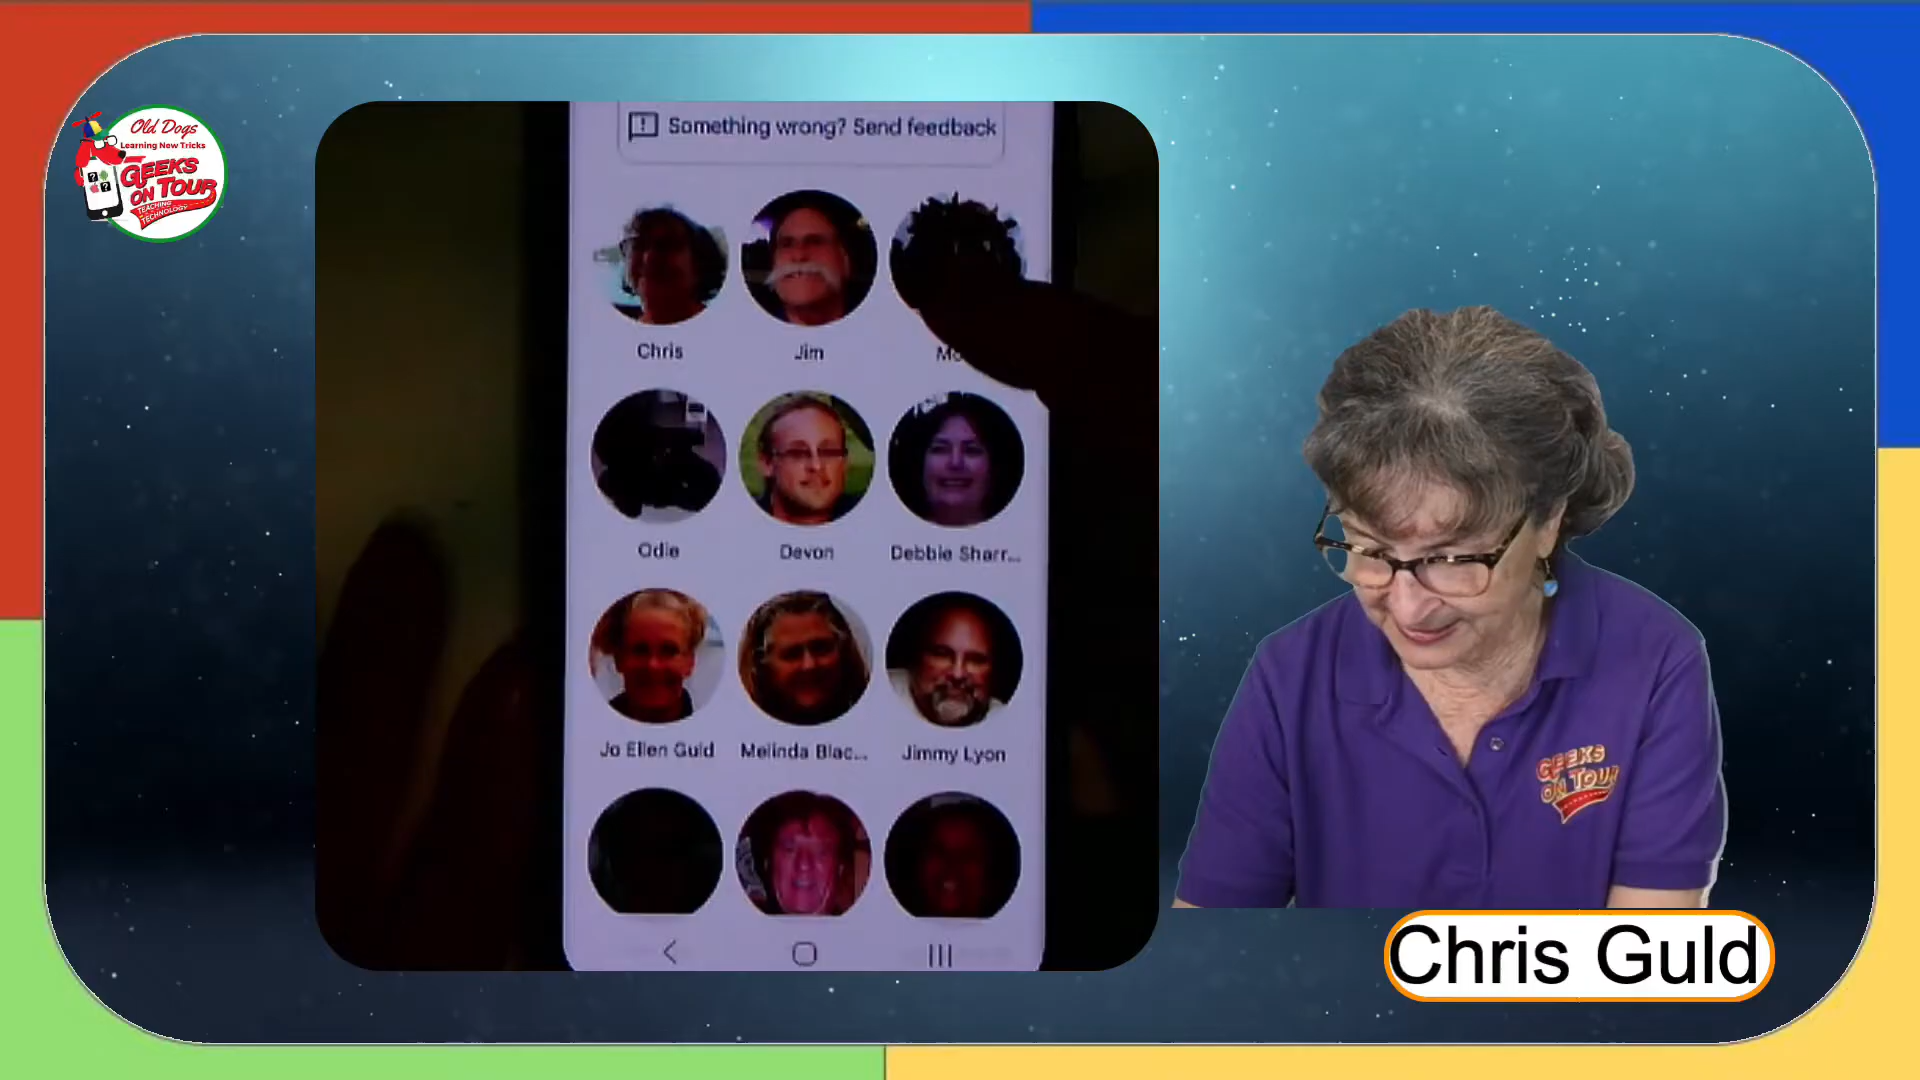 Old Dogs
Learning New Tricks
GEEKS
ON TOUR
TEACHING
TECHNOLOGY
Something wrong? Send feedback
Chris
Jim
Odie
Devon
Debbie Sharr...
Jo Ellen Guld
Melinda Blac...
Jimmy Lyon
GEEKS
ON TOUR
Chris Guld